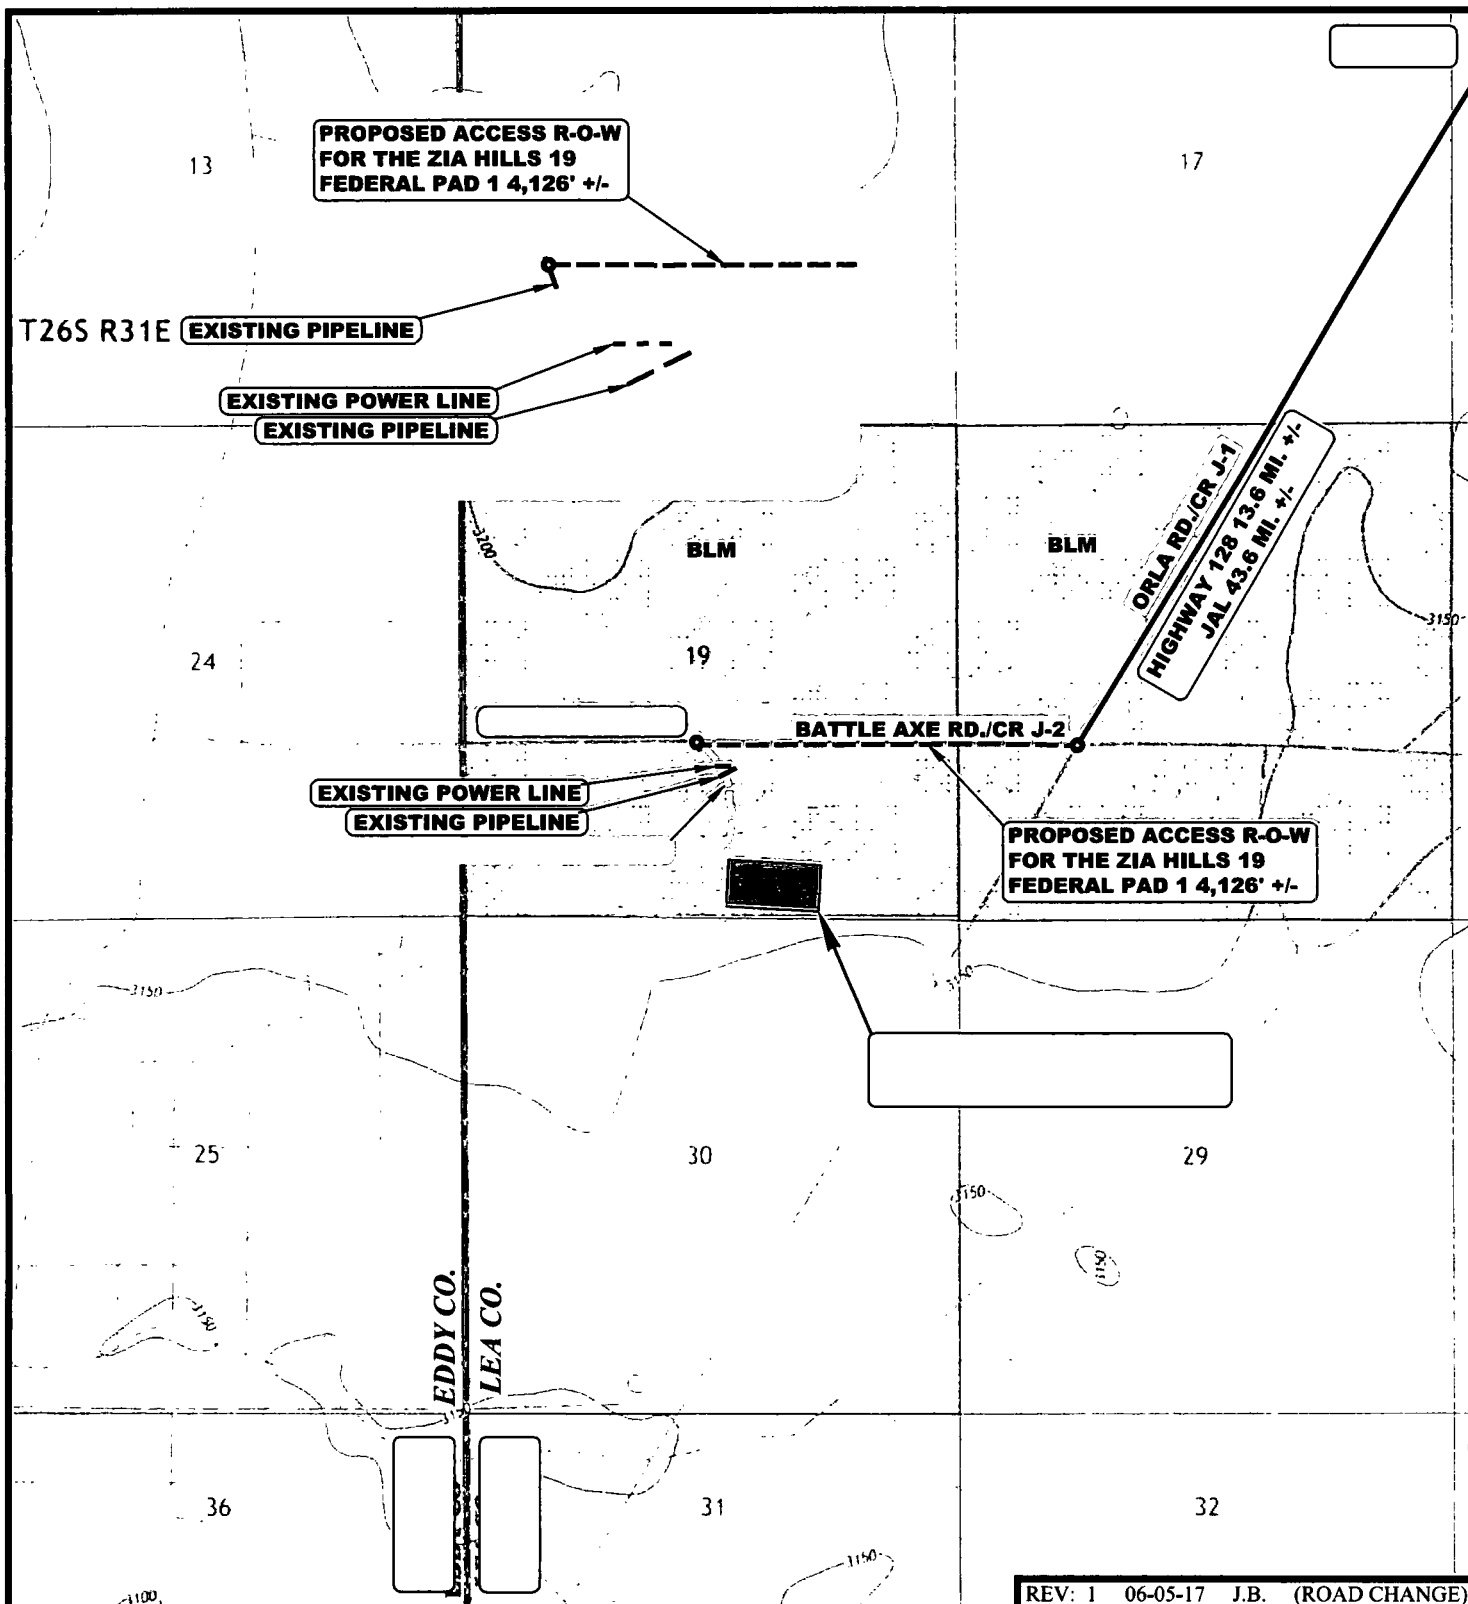 13
PROPOSED ACCESS R-O-W
FOR THE ZIA HILLS 19
FEDERAL PAD 1 4,126' +/-
17
T26S R31E
EXISTING PIPELINE
EXISTING POWER LINE
EXISTING PIPELINE
ORLA RD./CR J-1
HIGHWAY 128 13.6 MI. +/-
JAL 43.6 MI. +/-
3200
BLM
BLM
3150
24
19
BATTLE AXE RD./CR J-2
EXISTING POWER LINE
EXISTING PIPELINE
PROPOSED ACCESS R-O-W
FOR THE ZIA HILLS 19
FEDERAL PAD 1 4,126' +/-
3150
3150
25
30
29
3150
3150
3150
EDDY CO.
LEA CO.
36
31
32
3150
3100
REV: 1 06-05-17 J.B. (ROAD CHANGE)